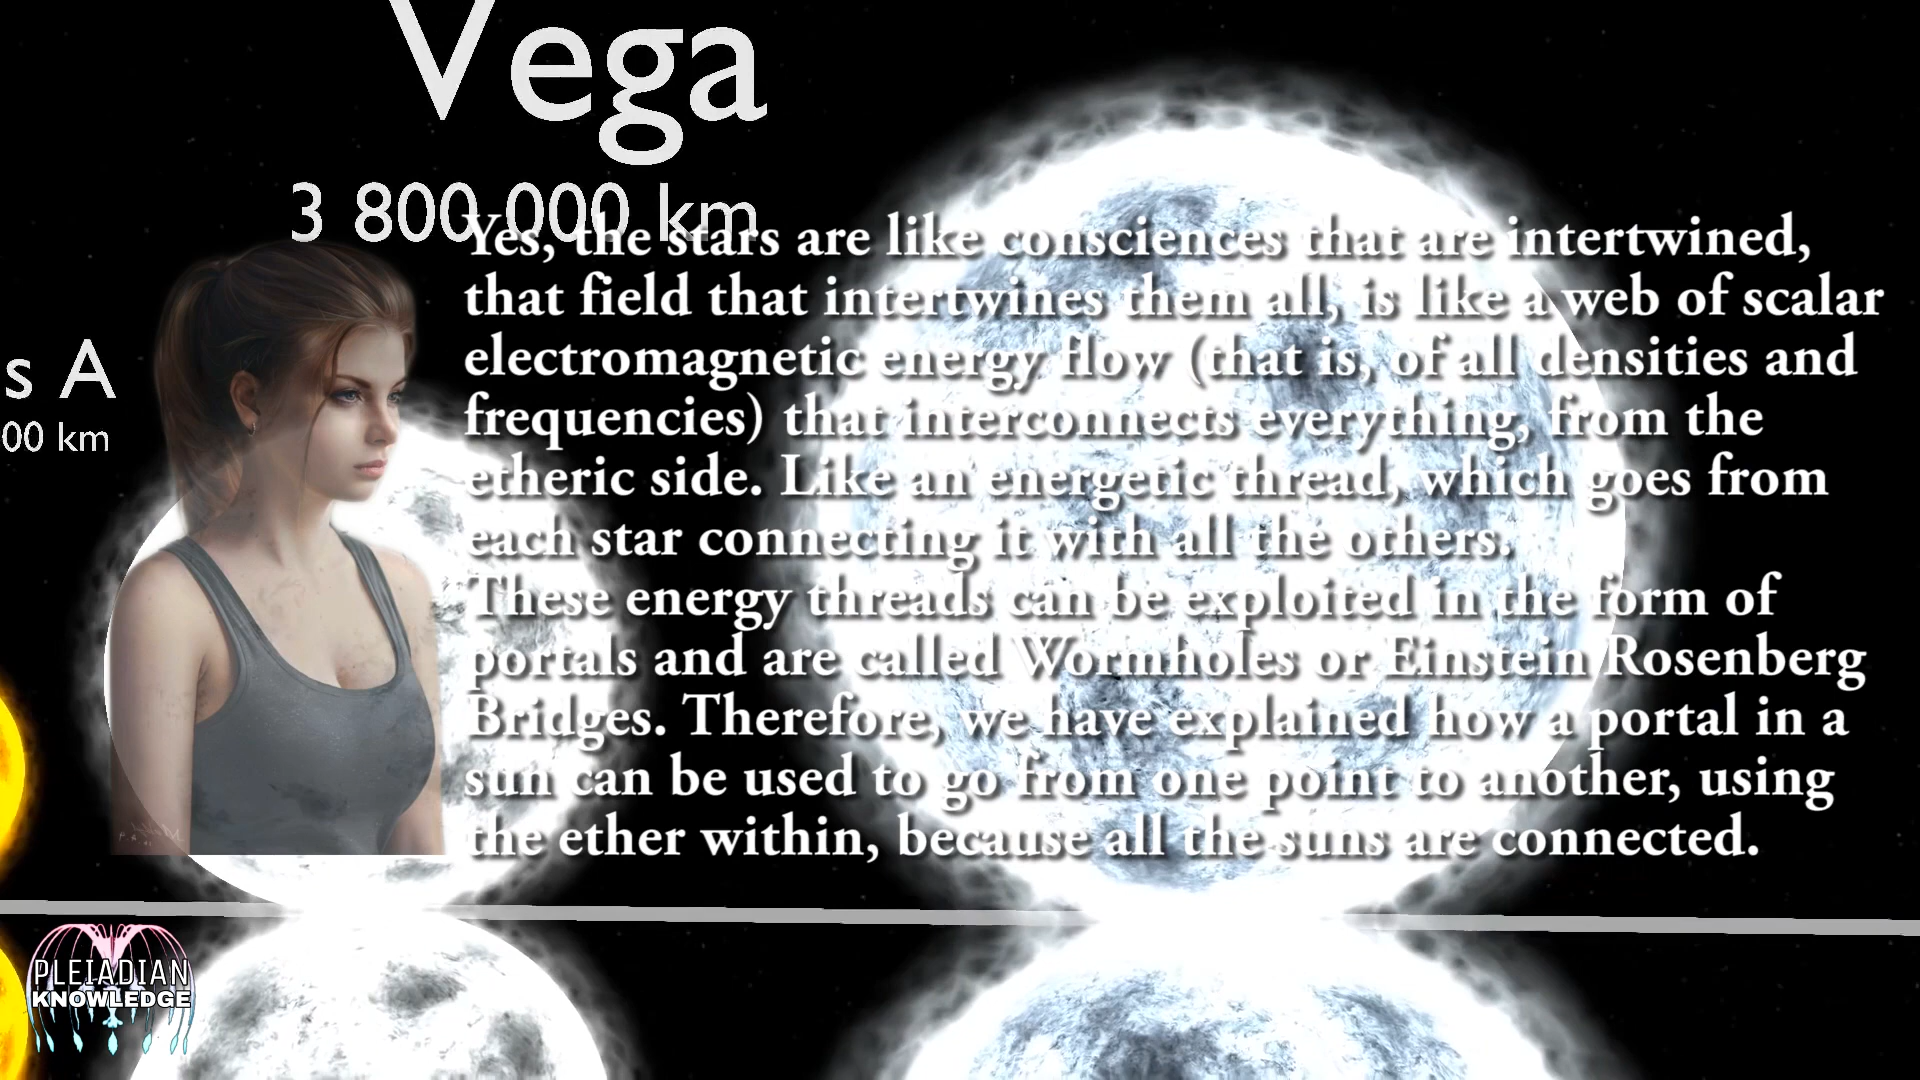 Vega
3 800 000 km
s A
00 km
Yes, the stars are like consciences that are intertwined,
that field that intertwines them all, is like a web of scalar
electromagnetic energy flow (that is, of all densities and
frequencies) that interconnects everything, from the
etheric side. Like an energetic thread, which goes from
each star connecting it with all the others.
These energy threads can be exploited in the form of
portals and are called Wormholes or Einstein Rosenberg
Bridges. Therefore, we have explained how a portal in a
sun can be used to go from one point to another, using
the ether within, because all the suns are connected.
PLEIADIAN
KNOWLEDGE